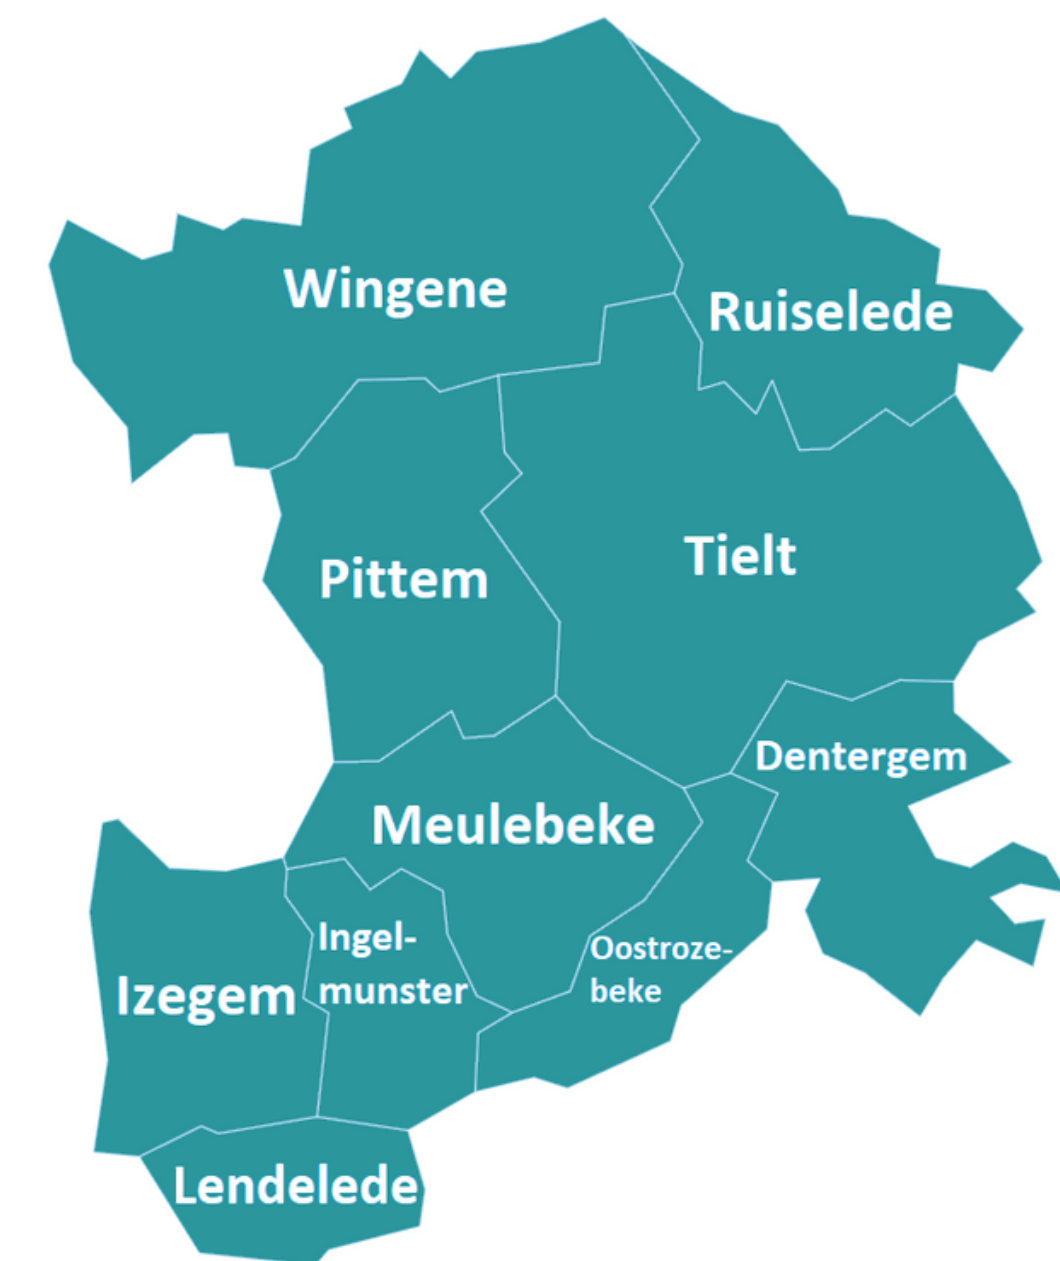 Wingene
Ruiselede
Tielt
Pittem
Dentergem
Meulebeke
Ingel-
munster
Oostroze-
beke
Izegem
Lendelede